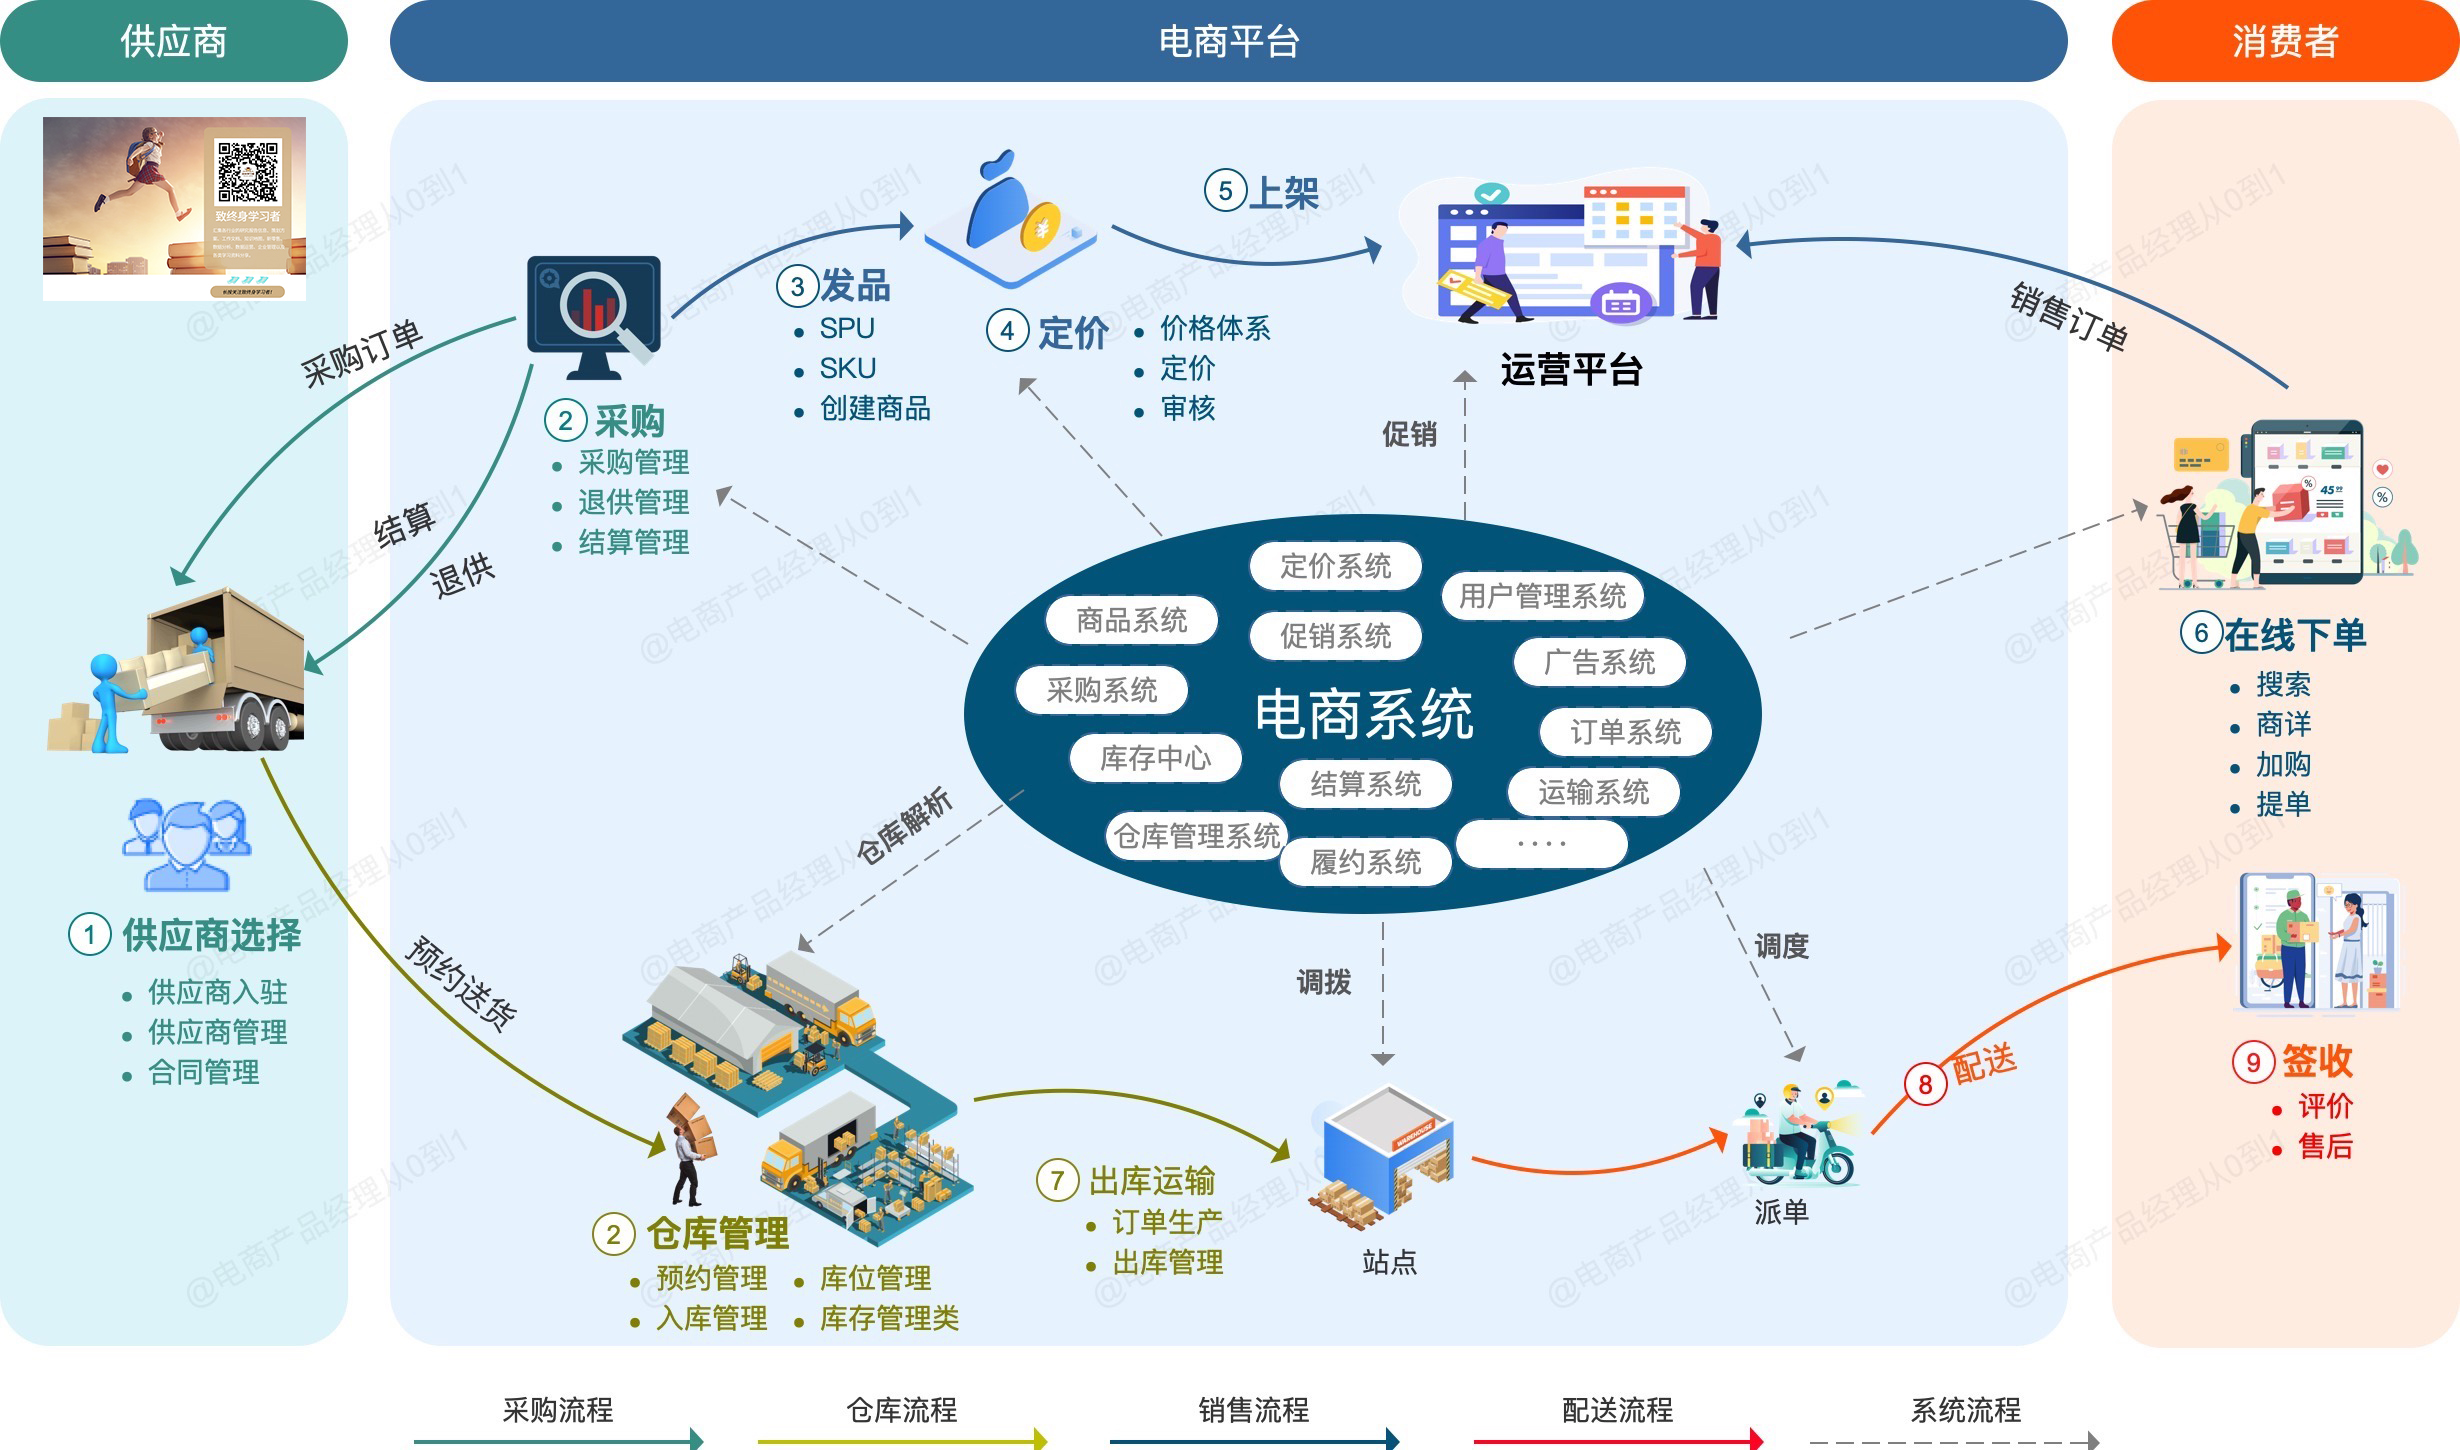 供应商
电商平台
消费者
致终身学习者
长按关注致终身学习者!
采购订单
结算
退供
1 供应商选择
供应商入驻
供应商管理
合同管理
预约送货
2 采购
采购管理
退供管理
结算管理
3 发品
SPU
SKU
创建商品
4 定价
价格体系
定价
审核
5 上架
运营平台
促销
销售订单
电商系统
定价系统
用户管理系统
商品系统
促销系统
广告系统
采购系统
订单系统
库存中心
结算系统
运输系统
仓库管理系统
履约系统
····
仓库解析
调拨
调度
45 99
%
%
6 在线下单
搜索
商详
加购
提单
2 仓库管理
预约管理
库位管理
入库管理
库存管理类
7 出库运输
订单生产
出库管理
WAREHOUSE
站点
派单
8 配送
9 签收
评价
售后
采购流程
仓库流程
销售流程
配送流程
系统流程
@电商产品经理从0到1